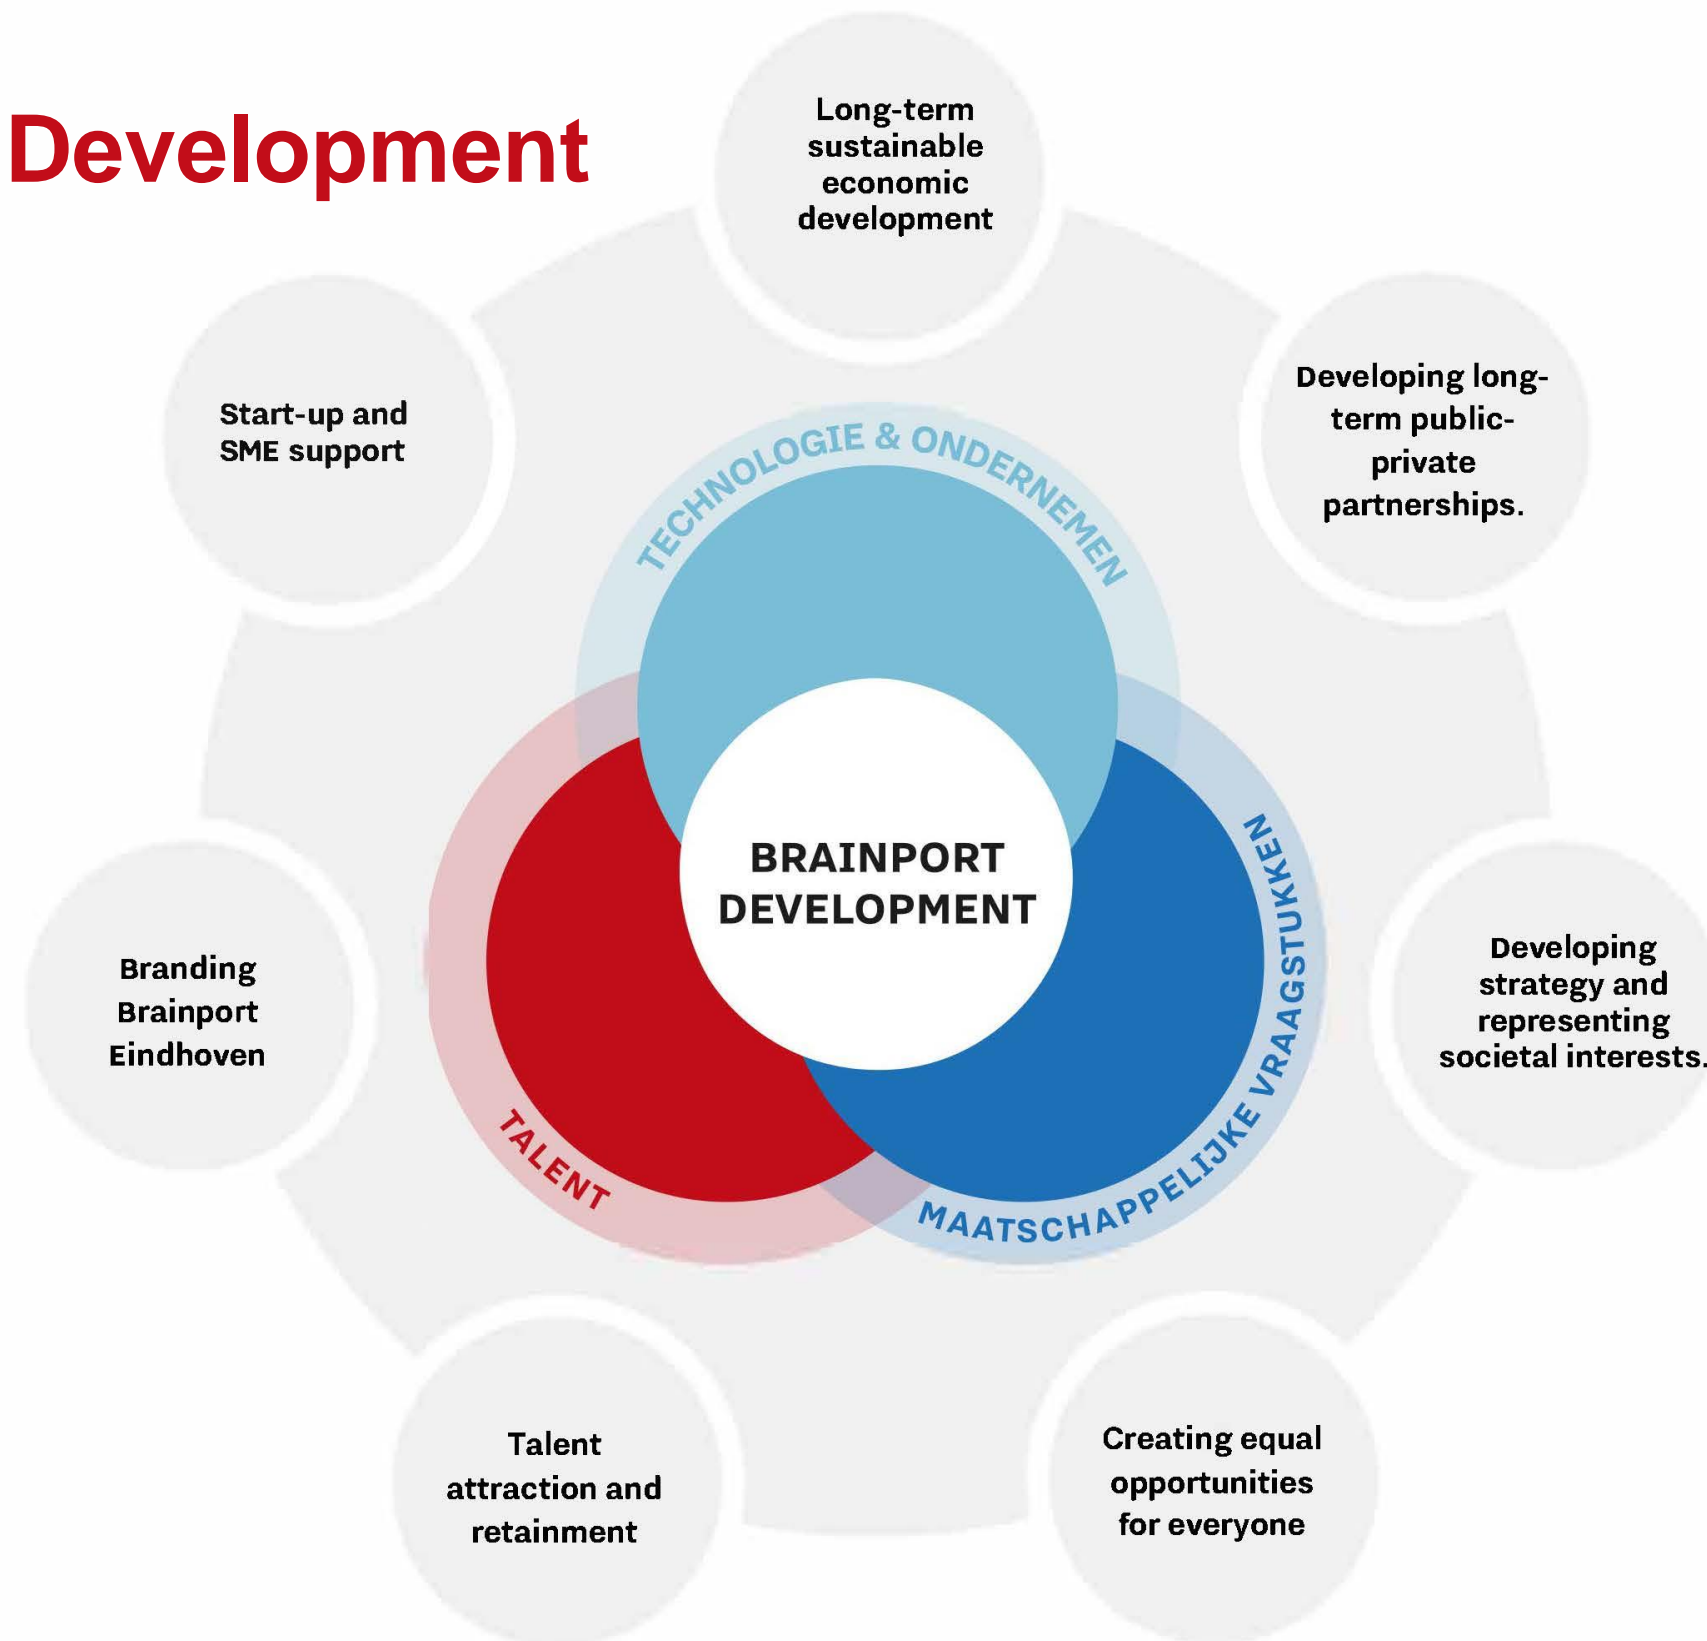 Development
Long-term
sustainable
economic
development
Developing long-
term public-
private
partnerships.
Start-up and
SME support
TECHNOLOGIE & ONDERNEMEN
BRAINPORT
DEVELOPMENT
MAATSCHAPPELIJKE VRAAGSTUKKEN
TALENT
Branding
Brainport
Eindhoven
Developing
strategy and
representing
societal interests.
Talent
attraction and
retainment
Creating equal
opportunities
for everyone